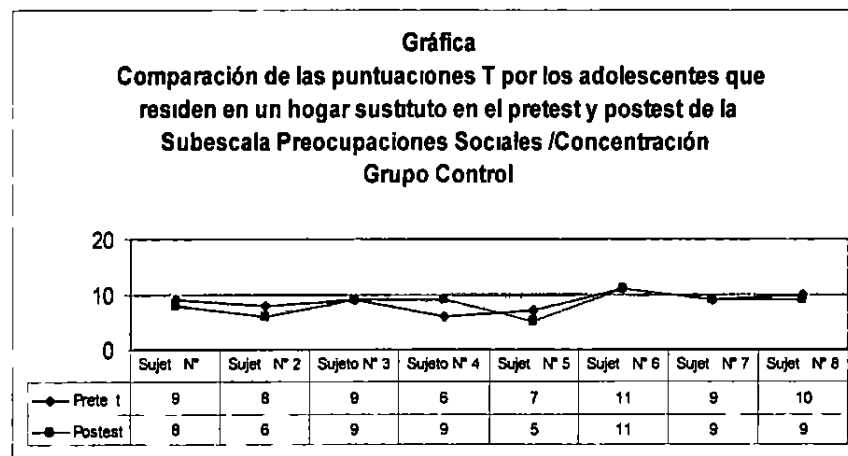 Gráfica
Comparación de las puntuaciones T por los adolescentes que
residen en un hogar sustituto en el pretest y postest de la
Subescala Preocupaciones Sociales /Concentración
Grupo Control
20
10
0
Sujet N° Sujet N° 2 Sujeto N° 3 Sujeto N° 4 Sujet N° 5 Sujet N° 6 Sujet N° 7 Sujet N° 8
Prete t 9 8 9 6 7 11 9 10
Postest 8 6 9 9 5 11 9 9